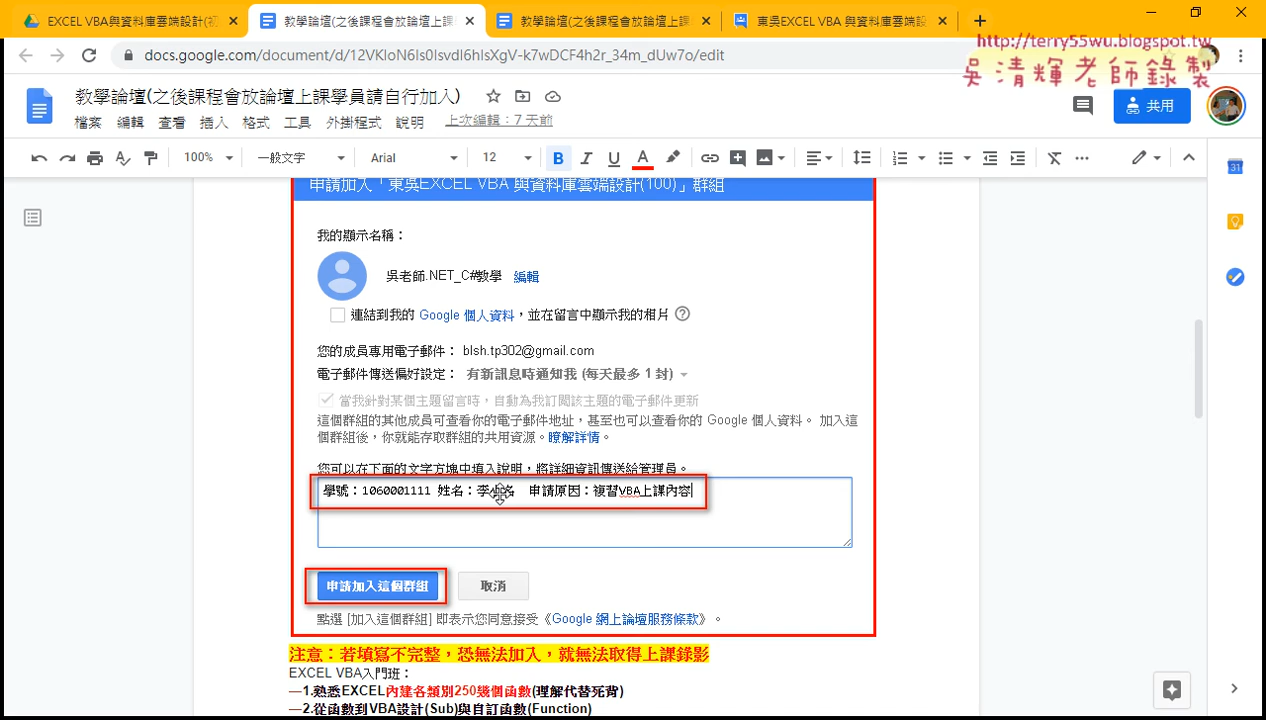 EXCEL VBA與資料庫雲端設計(初
教學論壇(之後課程會放論壇上課
教學論壇(之後課程會放論壇上課
東吳EXCEL VBA 與資料庫雲端設
docs.google.com/document/d/12VKloN6Is0Isvdl6hlsXgV-k7wDCF4h2r_34m_dUw7o/edit
http://terry55wu.blogspot.tw
吳清輝老師錄製
教學論壇(之後課程會放論壇上課學員請自行加入)
檔案 編輯 查看 插入 格式 工具 外掛程式 說明 上次編輯：7 天前
共用
100% 一般文字 Arial 12 B I U A
31
申請加入「東吳EXCEL VBA 與資料庫雲端設計(100)」群組
我的顯示名稱：
吳老師.NET_C#教學 編輯
連結到我的 Google 個人資料，並在留言中顯示我的相片
您的成員專用電子郵件： blsh.tp302@gmail.com
電子郵件傳送偏好設定： 有新訊息時通知我 (每天最多 1 封)
當我針對某個主題留言時，自動為我訂閱該主題的電子郵件更新
這個群組的其他成員可查看你的電子郵件地址，甚至也可以查看你的 Google 個人資料。 加入這
個群組後，你就能存取群組的共用資源。瞭解詳情。
您可以在下面的文字方塊中填入說明，將詳細資訊傳送給管理員。
學號：1060001111 姓名：李小名 申請原因：複習VBA上課內容
申請加入這個群組 取消
點選 [加入這個群組] 即表示您同意接受《Google 網上論壇服務條款》。
注意：若填寫不完整，恐無法加入，就無法取得上課錄影
EXCEL VBA入門班：
—1.熟悉EXCEL內建各類別250幾個函數(理解代替死背)
—2.從函數到VBA設計(Sub)與自訂函數(Function)